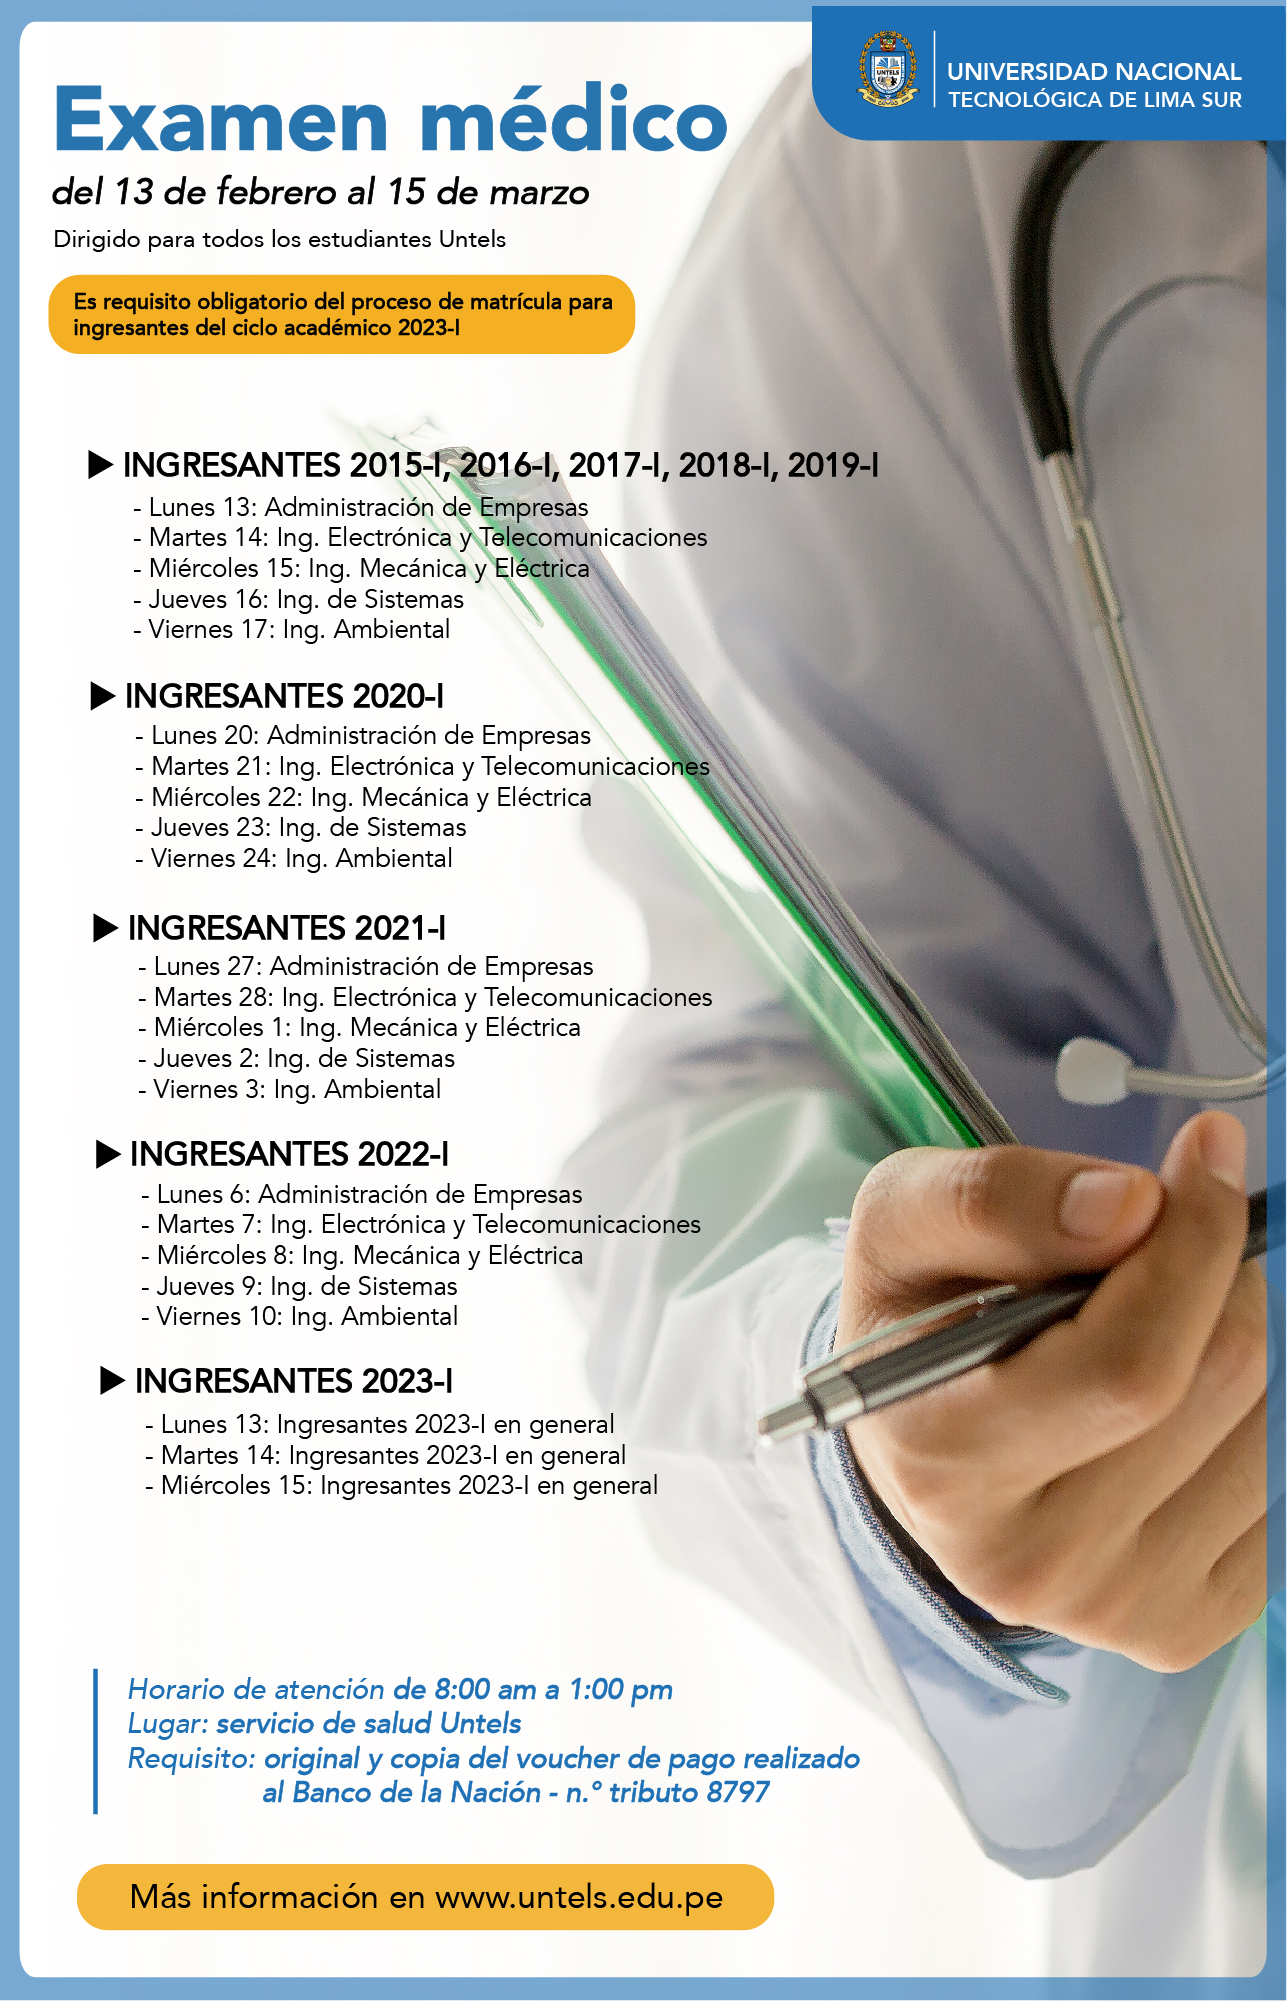 UNTELS
UNIVERSIDAD NACIONAL
TECNOLÓGICA DE LIMA SUR
Examen médico
del 13 de febrero al 15 de marzo
Dirigido para todos los estudiantes Untels
Es requisito obligatorio del proceso de matrícula para
ingresantes del ciclo académico 2023-I
▶ INGRESANTES 2015-I, 2016-I, 2017-I, 2018-I, 2019-I
- Lunes 13: Administración de Empresas
- Martes 14: Ing. Electrónica y Telecomunicaciones
- Miércoles 15: Ing. Mecánica y Eléctrica
- Jueves 16: Ing. de Sistemas
- Viernes 17: Ing. Ambiental
▶ INGRESANTES 2020-I
- Lunes 20: Administración de Empresas
- Martes 21: Ing. Electrónica y Telecomunicaciones
- Miércoles 22: Ing. Mecánica y Eléctrica
- Jueves 23: Ing. de Sistemas
- Viernes 24: Ing. Ambiental
▶ INGRESANTES 2021-I
- Lunes 27: Administración de Empresas
- Martes 28: Ing. Electrónica y Telecomunicaciones
- Miércoles 1: Ing. Mecánica y Eléctrica
- Jueves 2: Ing. de Sistemas
- Viernes 3: Ing. Ambiental
▶ INGRESANTES 2022-I
- Lunes 6: Administración de Empresas
- Martes 7: Ing. Electrónica y Telecomunicaciones
- Miércoles 8: Ing. Mecánica y Eléctrica
- Jueves 9: Ing. de Sistemas
- Viernes 10: Ing. Ambiental
▶ INGRESANTES 2023-I
- Lunes 13: Ingresantes 2023-I en general
- Martes 14: Ingresantes 2023-I en general
- Miércoles 15: Ingresantes 2023-I en general
Horario de atención de 8:00 am a 1:00 pm
Lugar: servicio de salud Untels
Requisito: original y copia del voucher de pago realizado
al Banco de la Nación - n.° tributo 8797
Más información en www.untels.edu.pe